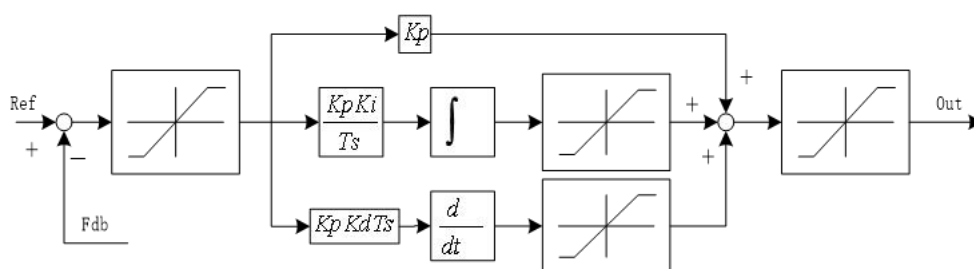 Kp
+
Ref
KpKi
Ts
∫
+
Out
+
−
+
Fdb
KpKdTs
d
dt